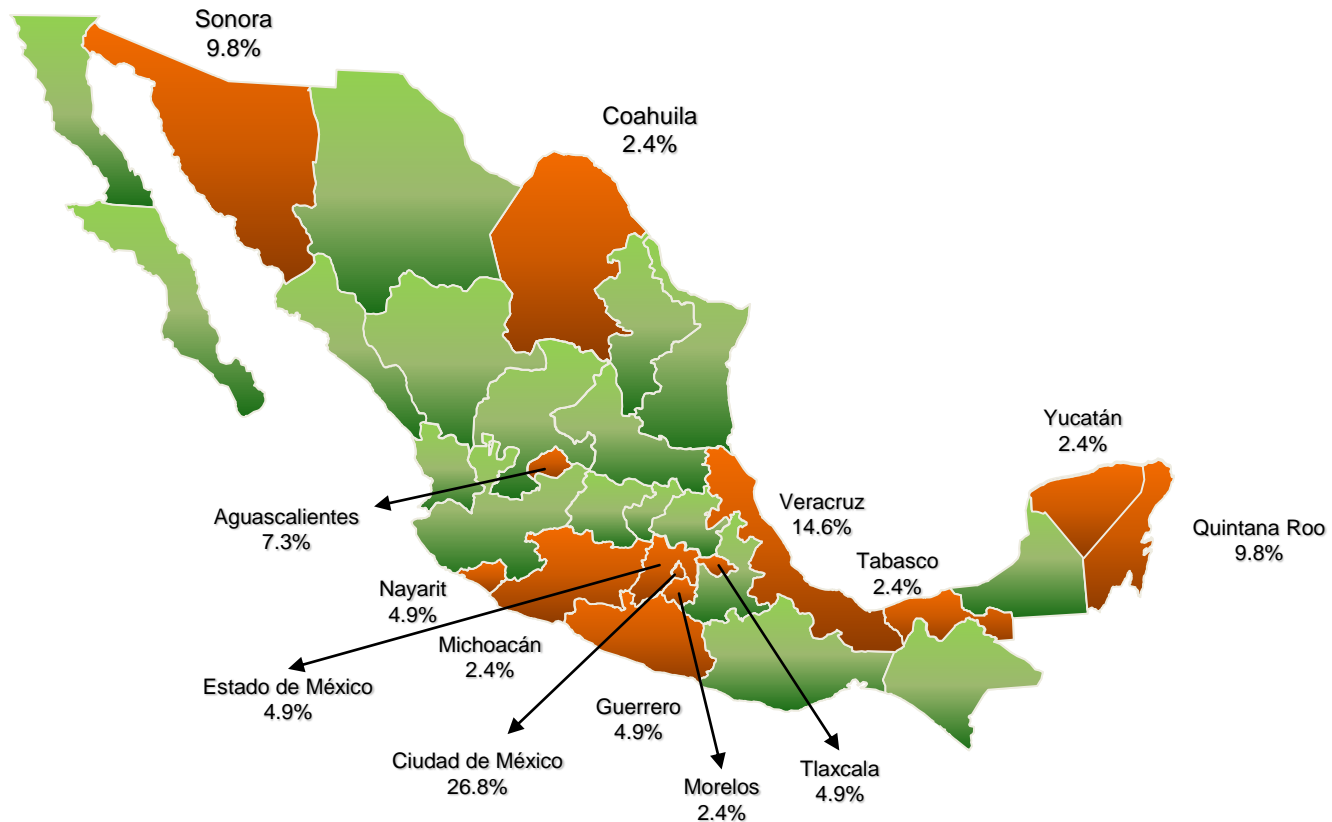 Sonora
9.8%
Coahuila
2.4%
Yucatán
2.4%
Veracruz
14.6%
Quintana Roo
9.8%
Aguascalientes
7.3%
Tabasco
2.4%
Nayarit
4.9%
Michoacán
2.4%
Estado de México
4.9%
Guerrero
4.9%
Ciudad de México
26.8%
Tlaxcala
4.9%
Morelos
2.4%